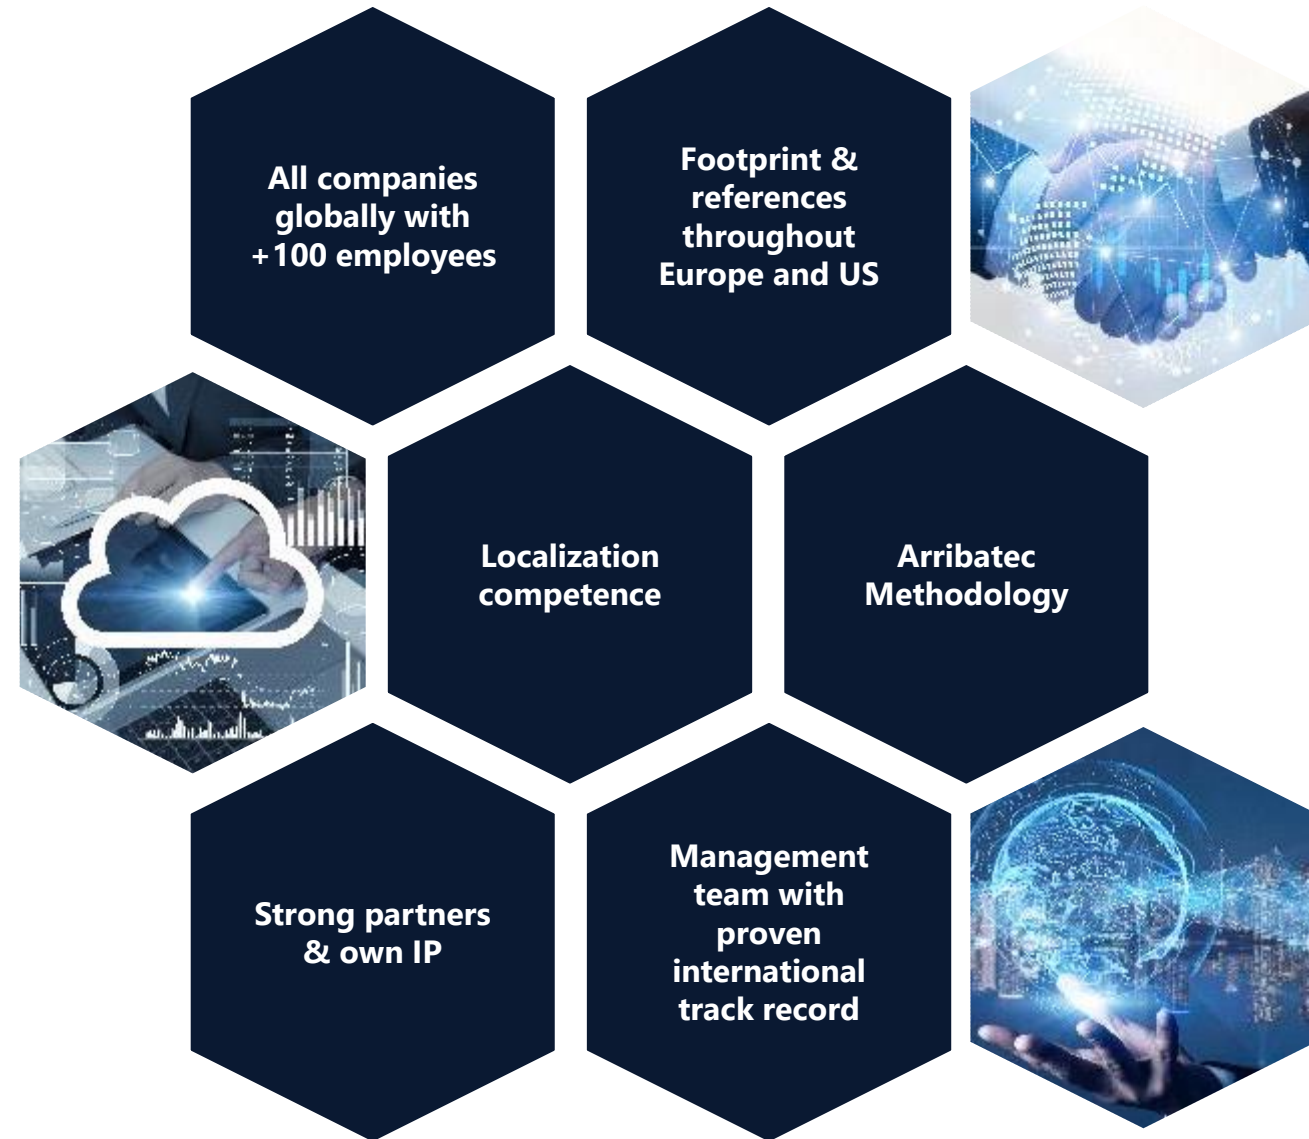 All companies
globally with
+100 employees
Footprint &
references
throughout
Europe and US
Localization
competence
Arribatec
Methodology
Strong partners
& own IP
Management
team with
proven
international
track record